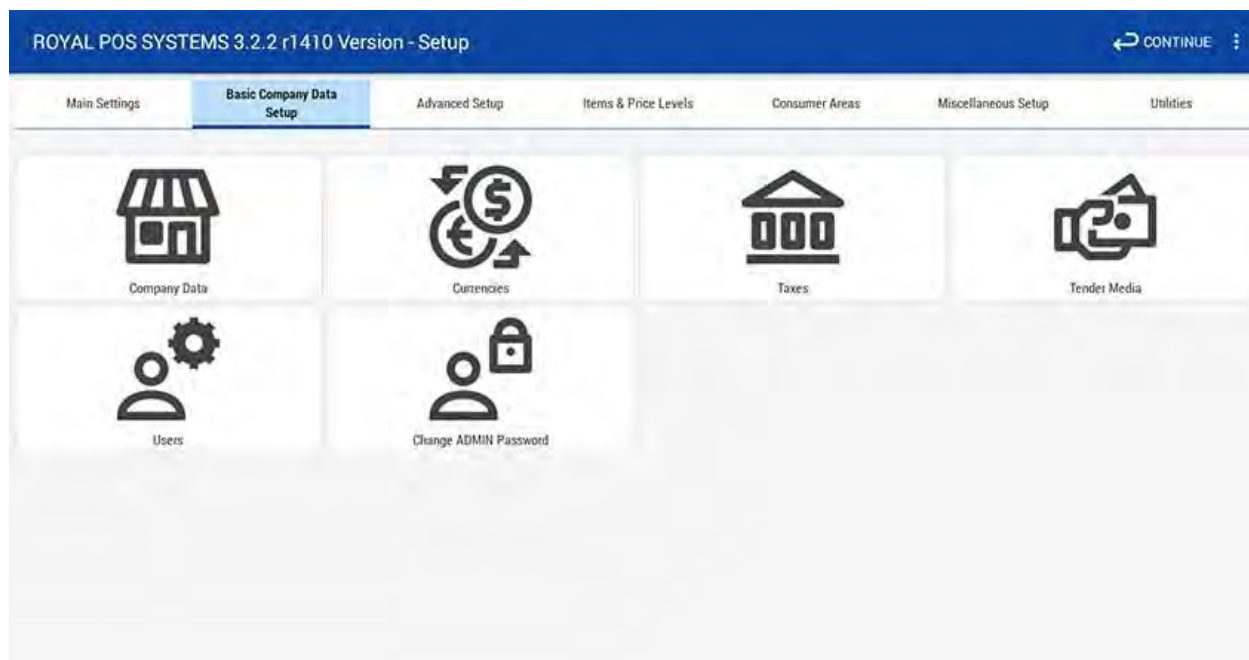 ROYAL POS SYSTEMS 3.2.2 r1410 Version - Setup
CONTINUE
Main Settings
Basic Company Data
Setup
Advanced Setup
Items & Price Levels
Consumer Areas
Miscellaneous Setup
Utilities
Company Data
Currencies
Taxes
Tender Media
Users
Change ADMIN Password